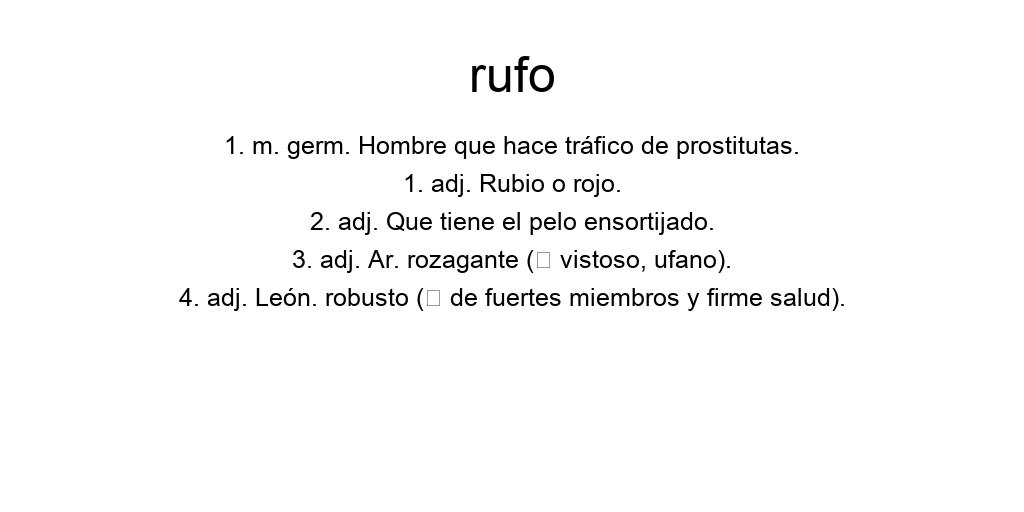 rufo
1. m. germ. Hombre que hace tráfico de prostitutas.
1. adj. Rubio o rojo.
2. adj. Que tiene el pelo ensortijado.
3. adj. Ar. rozagante (□ vistoso, ufano).
4. adj. León. robusto (□ de fuertes miembros y firme salud).